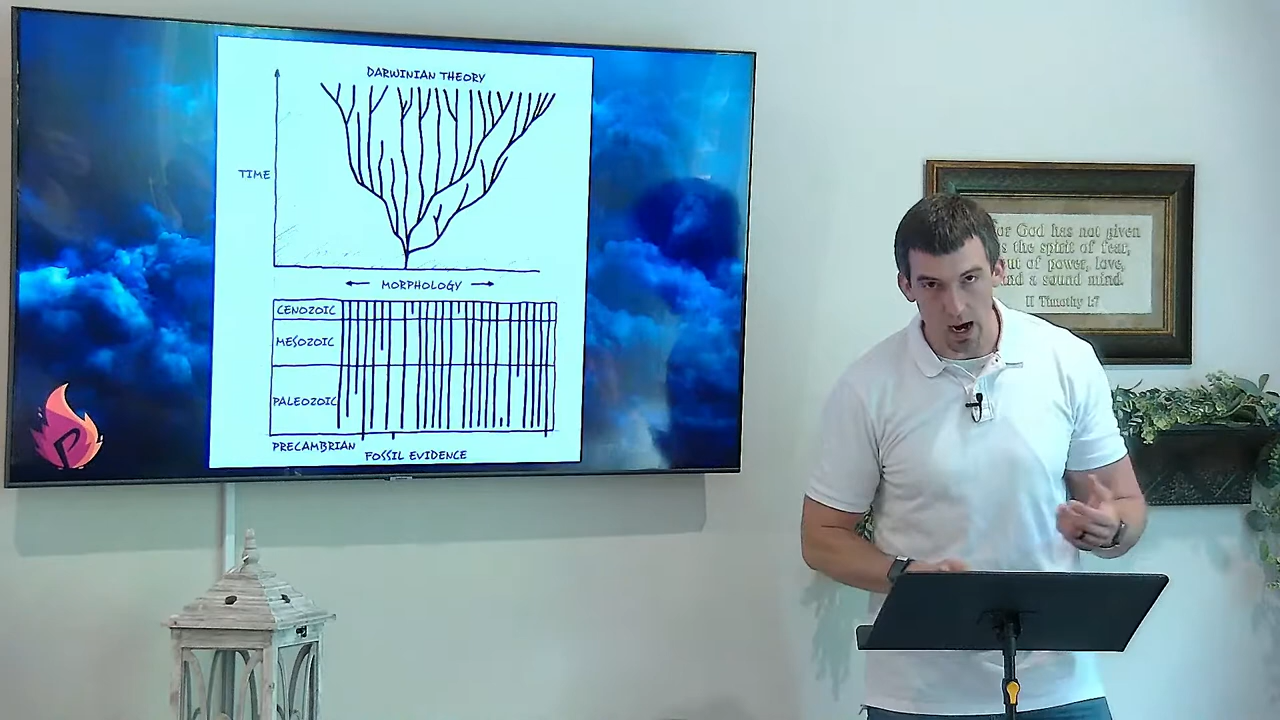 DARWINIAN THEORY
TIME
MORPHOLOGY
CENOZOIC
MESOZOIC
PALEOZOIC
PRECAMBRIAN
FOSSIL EVIDENCE
P
God has not given
the spirit of fear,
of power, love,
a sound mind.
II Timothy 1:7